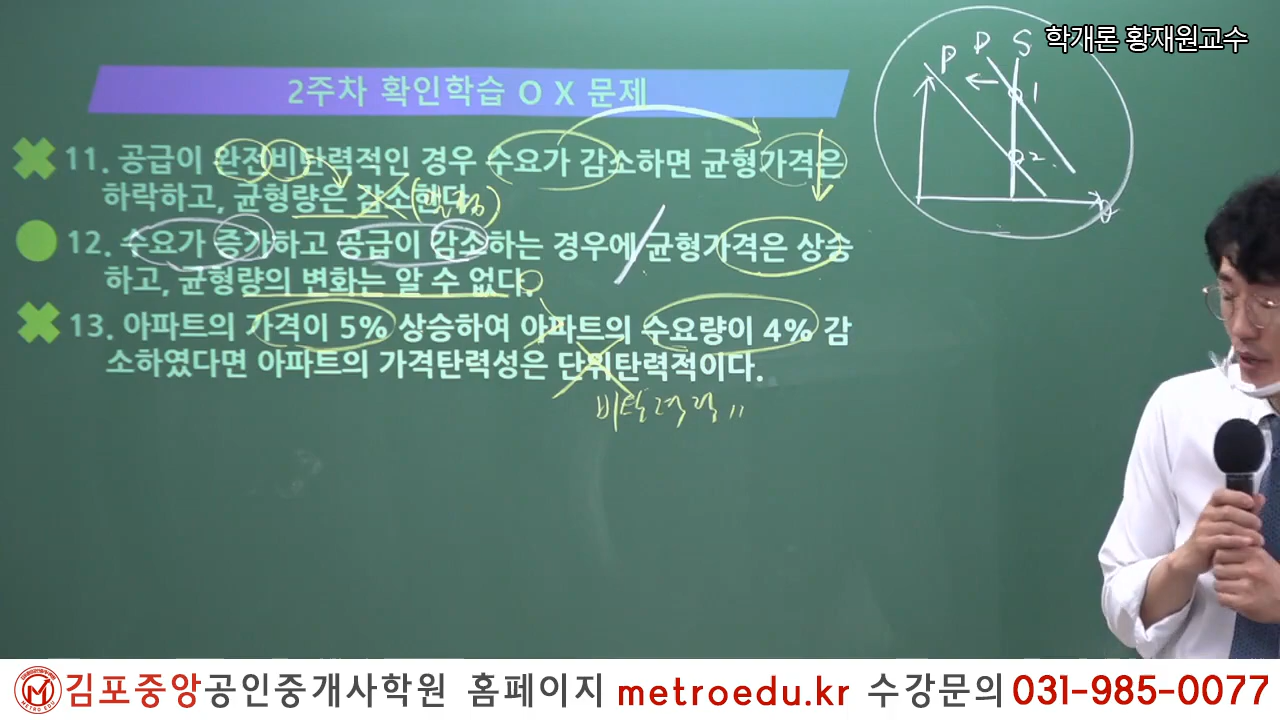 학개론 황재원교수
P D S
1
2
Q
2주차 확인학습 O X 문제
11. 공급이 완전비탄력적인 경우 수요가 감소하면 균형가격은
하락하고, 균형량은 감소한다.
12. 수요가 증가하고 공급이 감소하는 경우에 균형가격은 상승
하고, 균형량의 변화는 알 수 없다.
13. 아파트의 가격이 5% 상승하여 아파트의 수요량이 4% 감
소하였다면 아파트의 가격탄력성은 단위탄력적이다.
비탄력적
METRO EDU
김포중앙공인중개사학원 홈페이지 metroedu.kr 수강문의 031-985-0077